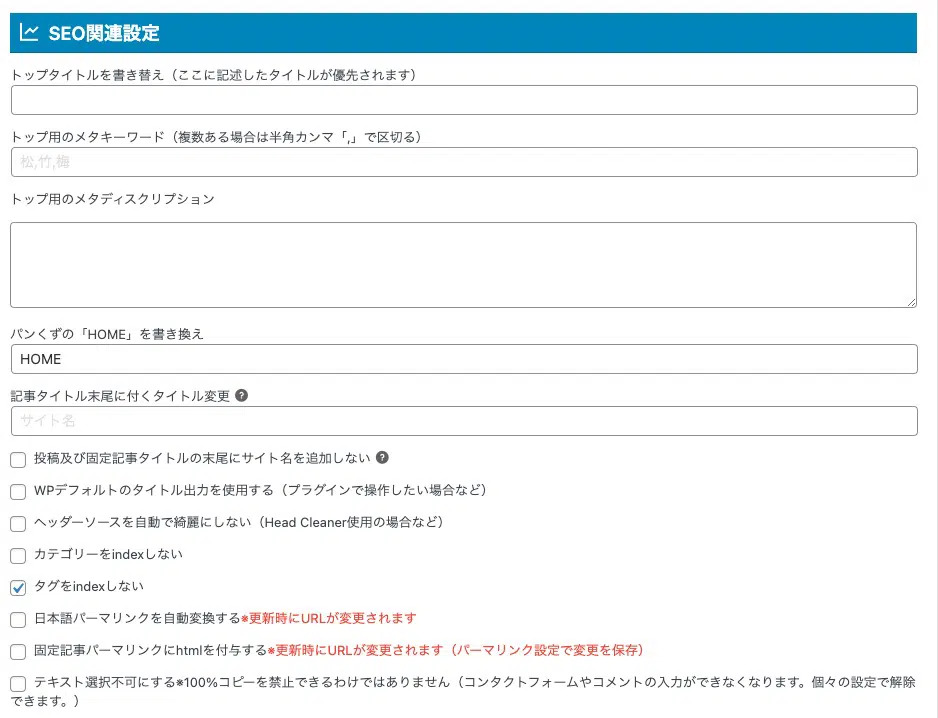 SEO関連設定
トップタイトルを書き替え（ここに記述したタイトルが優先されます）
トップ用のメタキーワード（複数ある場合は半角カンマ「,」で区切る）
松,竹,梅
トップ用のメタディスクリプション
パンくずの「HOME」を書き換え
HOME
記事タイトル末尾に付くタイトル変更 ?
サイト名
投稿及び固定記事タイトルの末尾にサイト名を追加しない ?
WPデフォルトのタイトル出力を使用する（プラグインで操作したい場合など）
ヘッダーソースを自動で綺麗にしない（Head Cleaner使用の場合など）
カテゴリーをindexしない
タグをindexしない
日本語パーマリンクを自動変換する※更新時にURLが変更されます
固定記事パーマリンクにhtmlを付与する※更新時にURLが変更されます（パーマリンク設定で変更を保存）
テキスト選択不可にする※100%コピーを禁止できるわけではありません（コンタクトフォームやコメントの入力ができなくなります。個々の設定で解除
できます。）